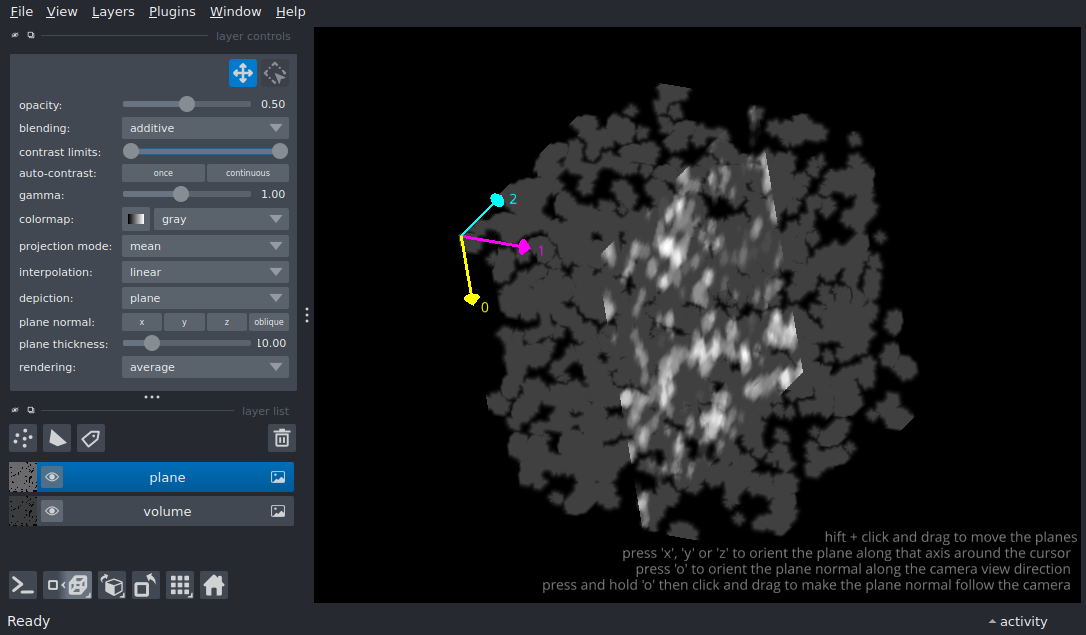 File View Layers Plugins Window Help
layer controls
opacity: 0.50
blending: additive
contrast limits:
auto-contrast: once continuous
gamma: 1.00
colormap: gray
projection mode: mean
interpolation: linear
depiction: plane
plane normal: x y z oblique
plane thickness: 10.00
rendering: average
layer list
plane
volume
2
1
0
hift + click and drag to move the planes
press 'x', 'y' or 'z' to orient the plane along that axis around the cursor
press 'o' to orient the plane normal along the camera view direction
press and hold 'o' then click and drag to make the plane normal follow the camera
Ready
activity